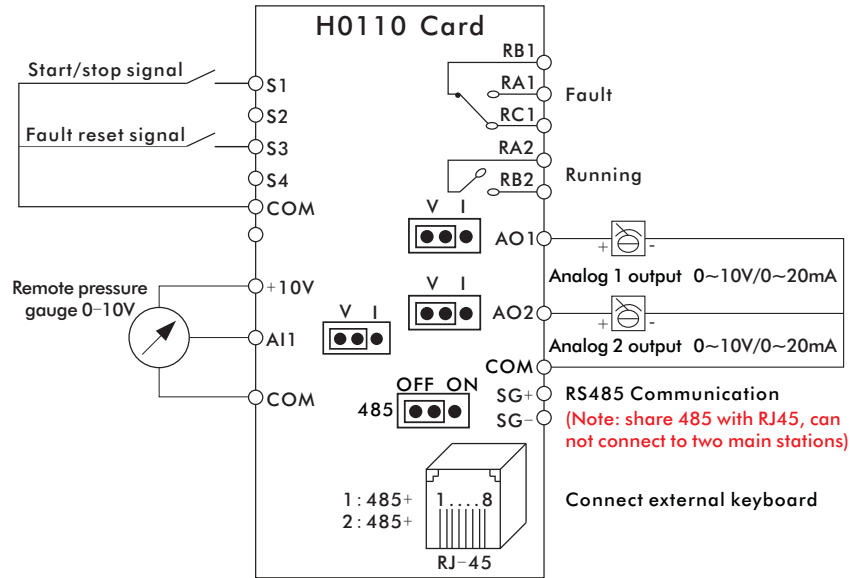 H0110 Card
Start/stop signal
S1
S2
Fault reset signal
S3
S4
COM
Remote pressure
gauge 0-10V
+10V
AI1
COM
V I
RB1
RA1
RC1
Fault
RA2
RB2
Running
V I
AO1
+ -
Analog 1 output 0~10V/0~20mA
V I
AO2
+ -
Analog 2 output 0~10V/0~20mA
COM
OFF ON
485
SG+
SG-
RS485 Communication
(Note: share 485 with RJ45, can
not connect to two main stations)
1:485+
2:485+
1....8
RJ-45
Connect external keyboard